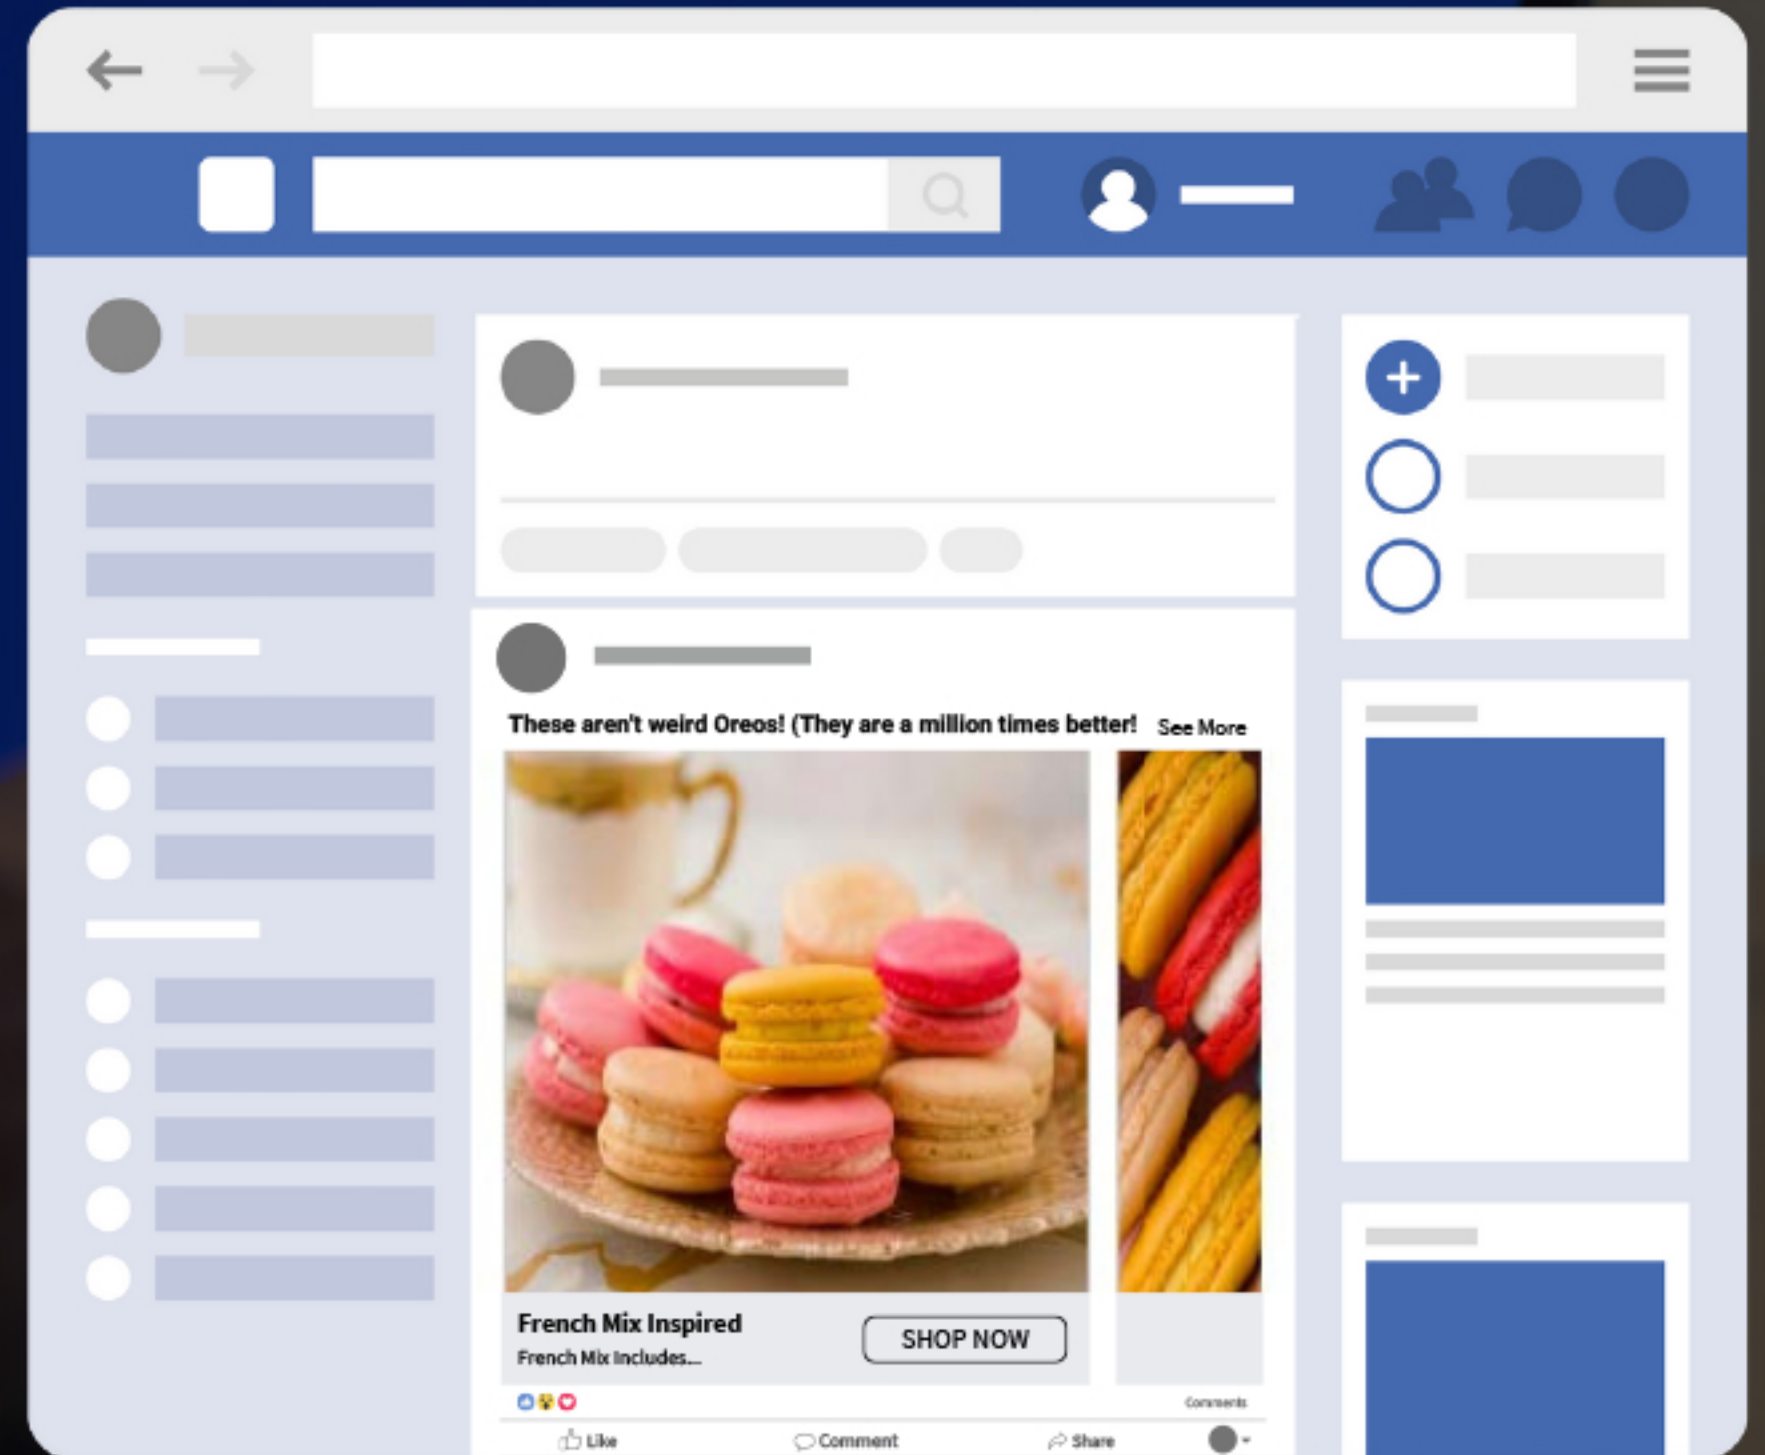 These aren't weird Oreos! (They are a million times better! See More
French Mix Inspired
French Mix Includes...
SHOP NOW
Comments
Like Comment Share